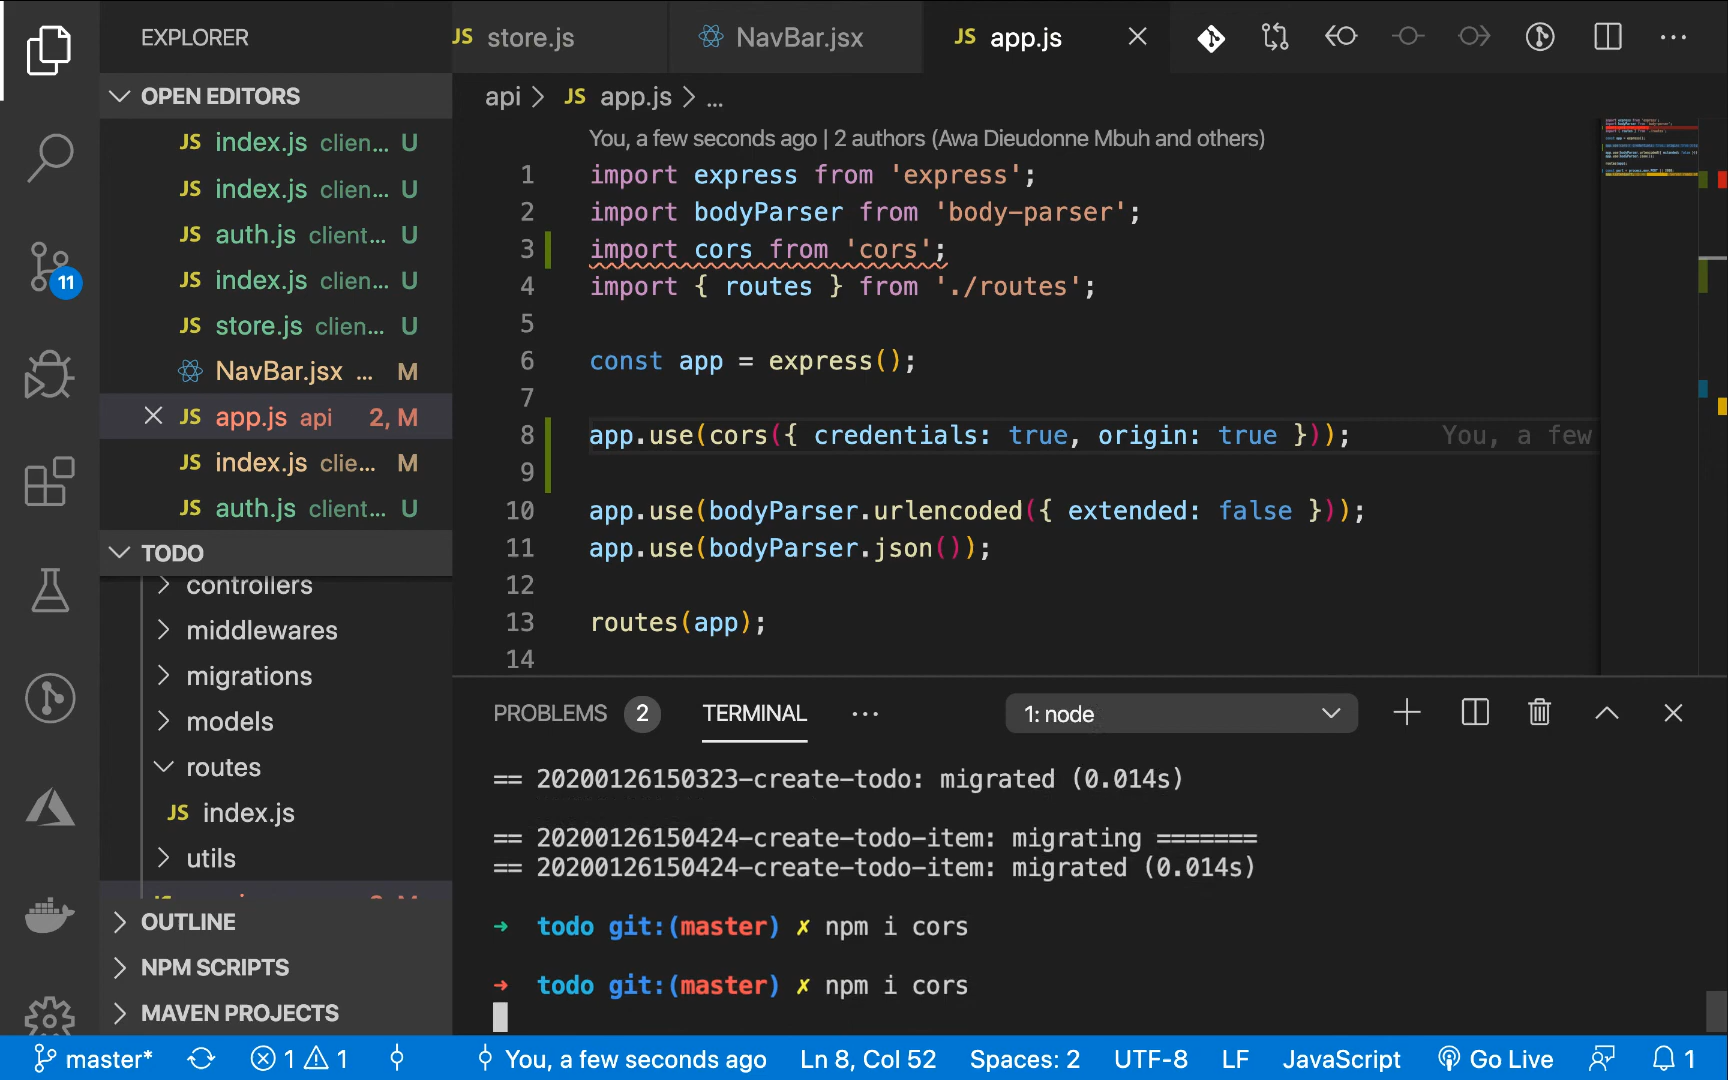 EXPLORER
JS store.js
NavBar.jsx
JS app.js
OPEN EDITORS
JS index.js clien... U
JS index.js clien... U
JS auth.js client... U
JS index.js clien... U
JS store.js clien... U
NavBar.jsx ... M
JS app.js api 2, M
JS index.js clie... M
JS auth.js client... U
TODO
controllers
middlewares
migrations
models
routes
JS index.js
utils
OUTLINE
NPM SCRIPTS
MAVEN PROJECTS
11
api > JS app.js > ...
You, a few seconds ago | 2 authors (Awa Dieudonne Mbuh and others)
1 import express from 'express';
2 import bodyParser from 'body-parser';
3 import cors from 'cors';
4 import { routes } from './routes';
5
6 const app = express();
7
8 app.use(cors({ credentials: true, origin: true })); You, a few
9
10 app.use(bodyParser.urlencoded({ extended: false }));
11 app.use(bodyParser.json());
12
13 routes(app);
14
PROBLEMS 2 TERMINAL ... 1: node
== 20200126150323-create-todo: migrated (0.014s)
== 20200126150424-create-todo-item: migrating =======
== 20200126150424-create-todo-item: migrated (0.014s)
➜ todo git:(master) ✗ npm i cors
➜ todo git:(master) ✗ npm i cors
master* 1 1 You, a few seconds ago Ln 8, Col 52 Spaces: 2 UTF-8 LF JavaScript Go Live 1